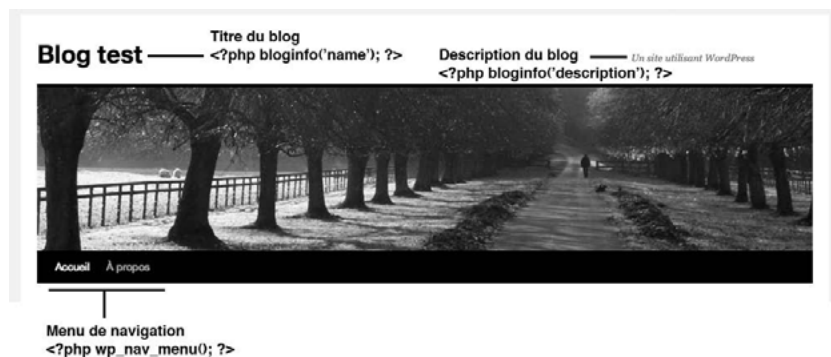 Titre du blog
Blog test
<?php bloginfo('name'); ?>
Description du blog
Un site utilisant WordPress
<?php bloginfo('description'); ?>
Accueil À propos
Menu de navigation
<?php wp_nav_menu(); ?>